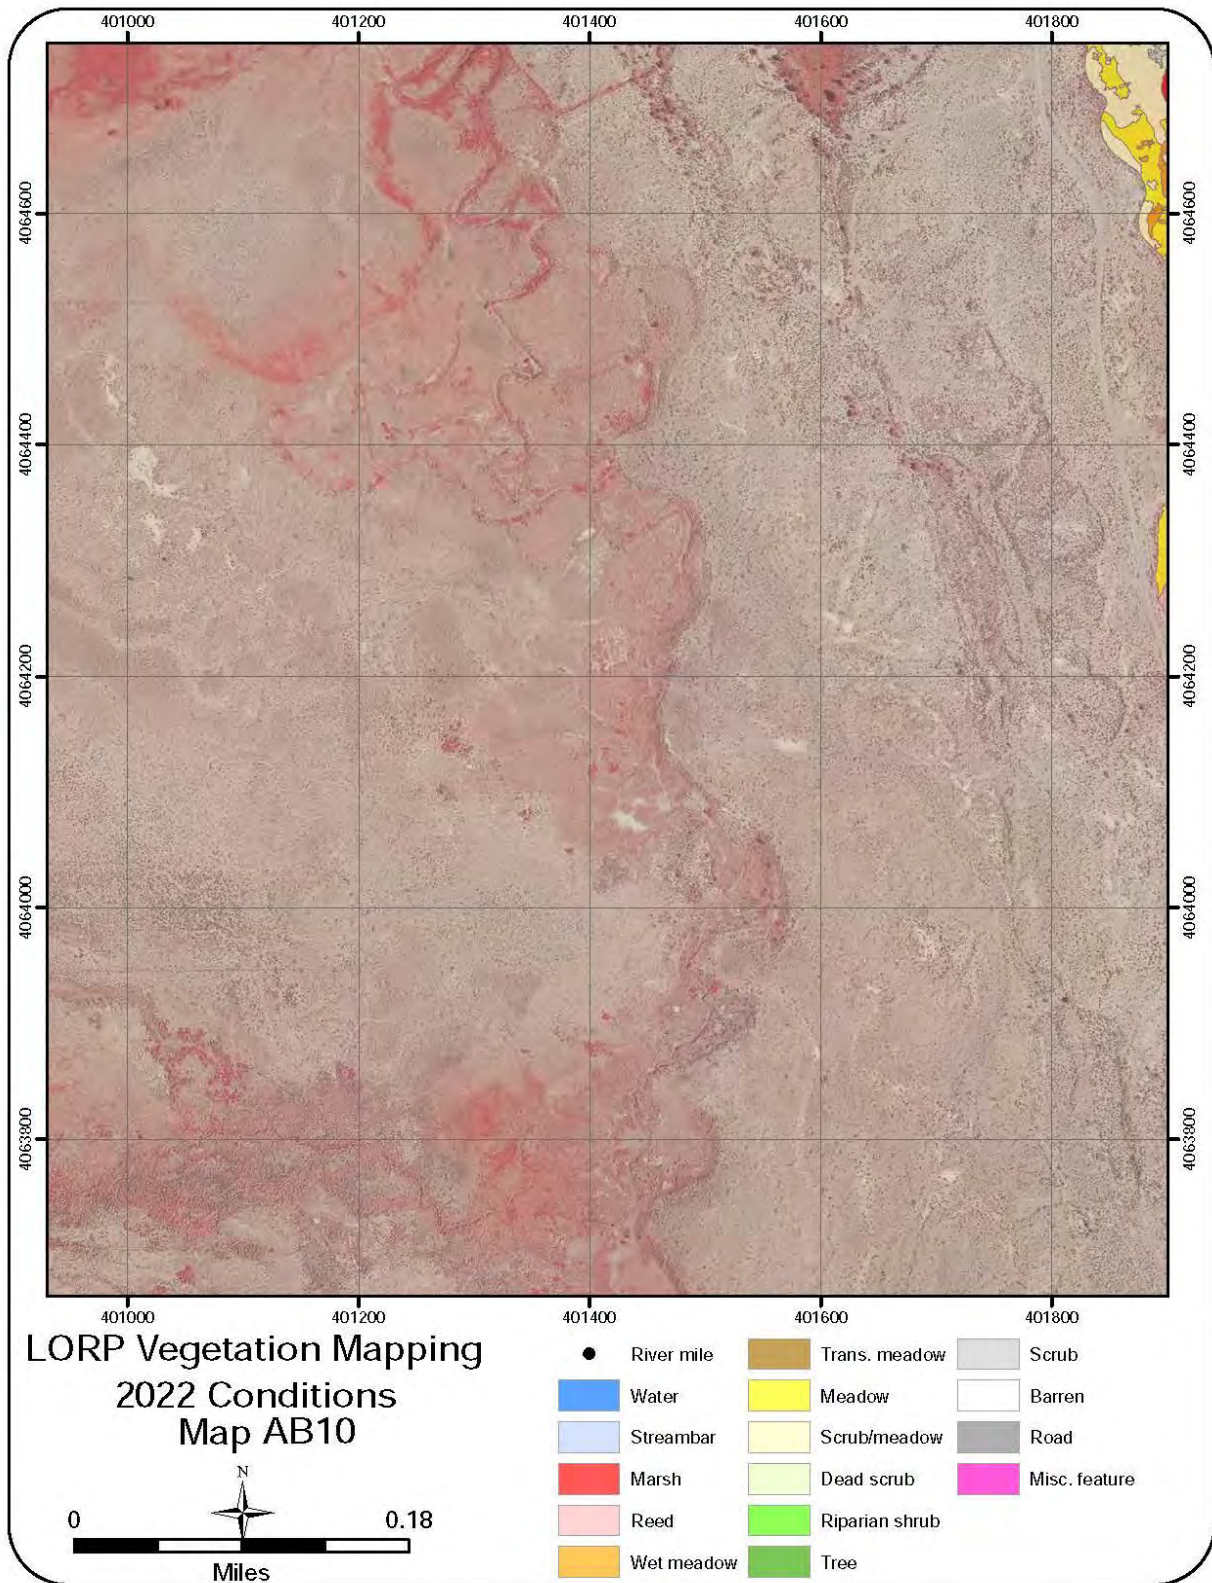 401000 401200 401400 401600 401800
4064600 4064600
4064400 4064400
4064200 4064200
4064000 4064000
4063800 4063800
401000 401200 401400 401600 401800
LORP Vegetation Mapping
2022 Conditions
Map AB10
N
0 0.18
Miles
River mile
Water
Streambar
Marsh
Reed
Wet meadow
Trans. meadow
Meadow
Scrub/meadow
Dead scrub
Riparian shrub
Tree
Scrub
Barren
Road
Misc. feature